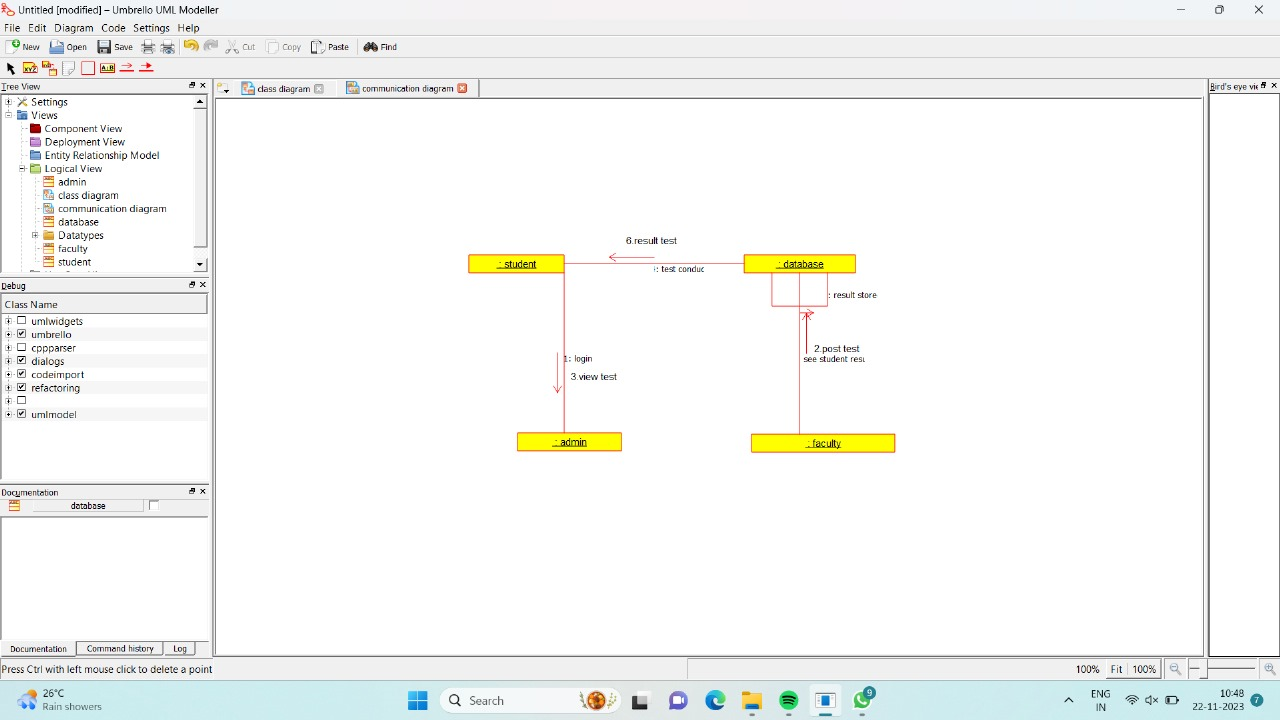 Untitled [modified] – Umbrello UML Modeller
File Edit Diagram Code Settings Help
New Open Save Cut Copy Paste Find
Tree View
Settings
Views
Component View
Deployment View
Entity Relationship Model
Logical View
admin
class diagram
communication diagram
database
Datatypes
faculty
student
Debug
Class Name
umlwidgets
umbrello
cppparser
dialogs
codeimport
refactoring
umlmodel
Documentation
database
Documentation Command history Log
Press Ctrl with left mouse click to delete a point
class diagram communication diagram
6.result test
: student
: test conduc
: database
: result store
1: login
3.view test
2.post test
see student resu
: admin
: faculty
Bird's eye vie
100% Fit 100%
26°C
Rain showers
Search
9
ENG
IN
10:48
22-11-2023
7